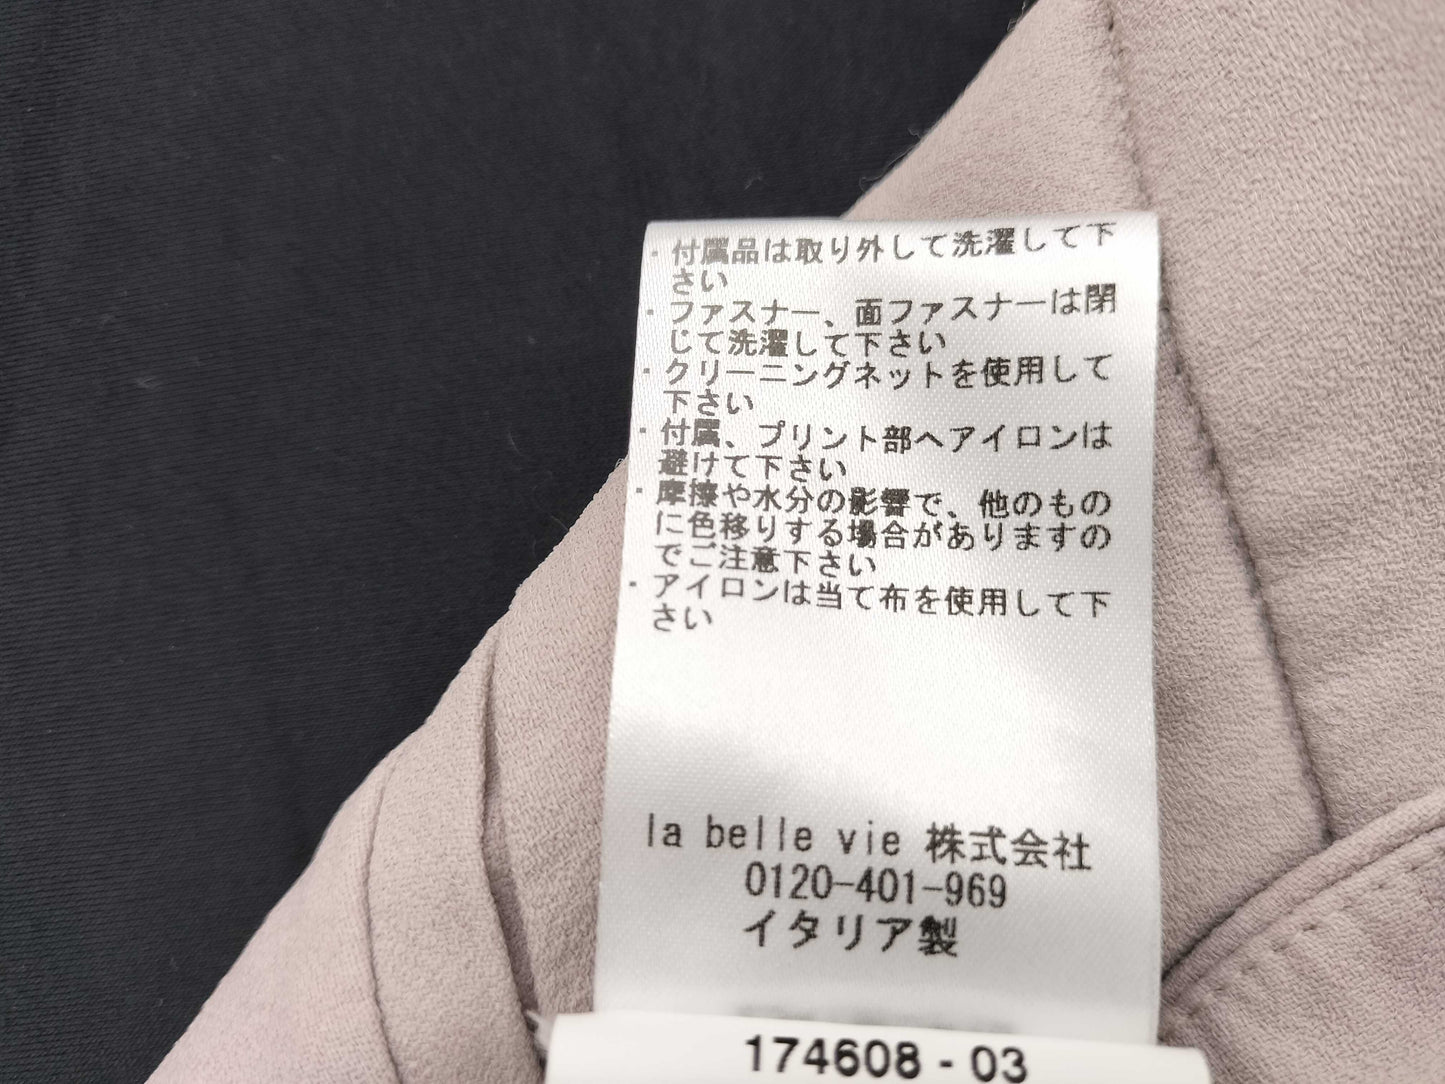 ・付属品は取り外して洗濯して下
さい
・ファスナー、面ファスナーは閉
じて洗濯して下さい
・クリーニングネットを使用して
下さい
・付属、プリント部へアイロンは
避けて下さい
・摩擦や水分の影響で、他のもの
に色移りする場合がありますの
でご注意下さい
・アイロンは当て布を使用して下
さい
la belle vie 株式会社
0120-401-969
イタリア製
174608 - 03